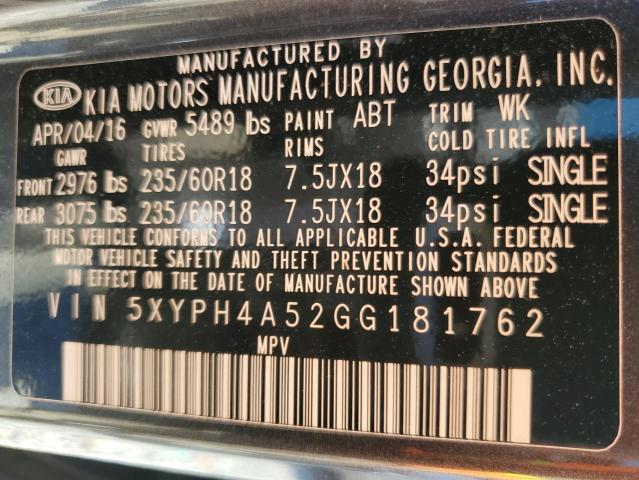 MANUFACTURED BY
KIA KIA MOTORS MANUFACTURING GEORGIA, INC.
APR/04/16 GVWR 5489 lbs PAINT ABT TRIM WK
GAWR TIRES RIMS COLD TIRE INFL
FRONT 2976 lbs 235/60R18 7.5JX18 34psi SINGLE
REAR 3075 lbs 235/60R18 7.5JX18 34psi SINGLE
THIS VEHICLE CONFORMS TO ALL APPLICABLE U.S.A. FEDERAL
MOTOR VEHICLE SAFETY AND THEFT PREVENTION STANDARDS
IN EFFECT ON THE DATE OF MANUFACTURE SHOWN ABOVE
VIN 5XYPH4A52GG181762
MPV